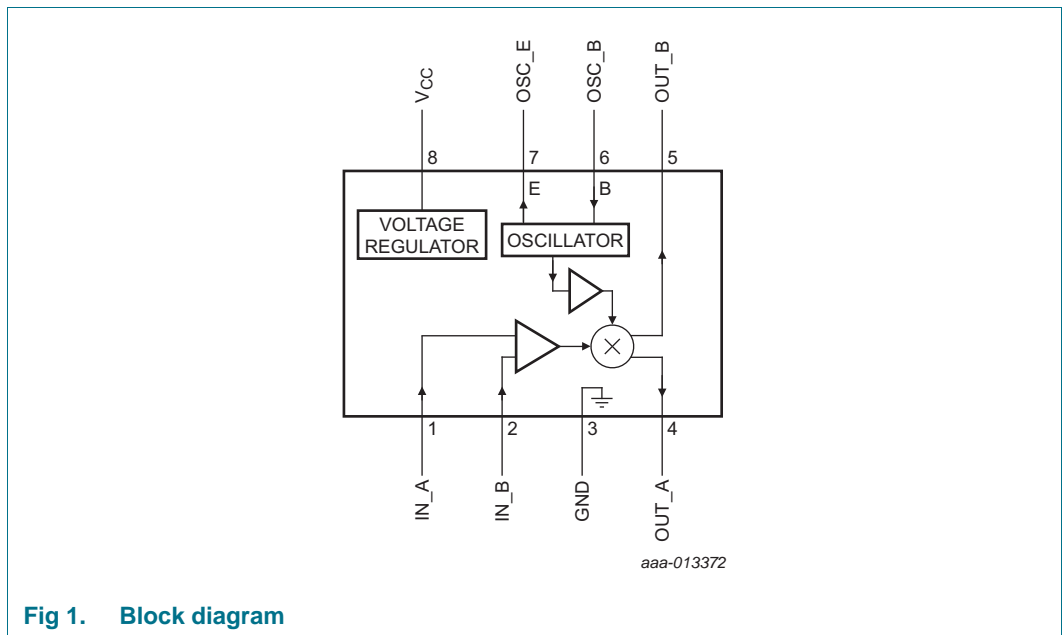 VCC
OSC_E
OSC_B
OUT_B
8
7
6
5
E
B
VOLTAGE
REGULATOR
OSCILLATOR
1
2
3
4
IN_A
IN_B
GND
OUT_A
aaa-013372
Fig 1. Block diagram